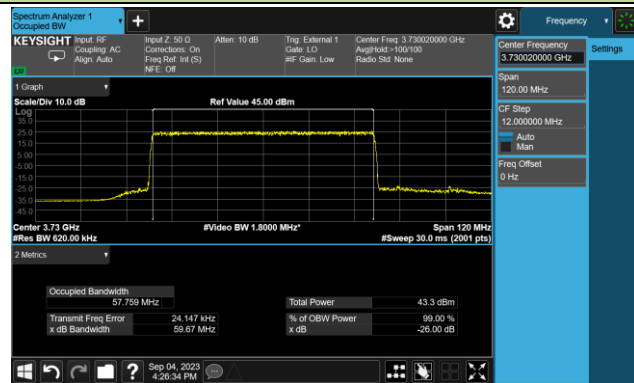 Spectrum Analyzer 1
Occupied BW
Frequency
KEYSIGHT
Input: RF
Coupling: AC
Align: Auto
Input Z: 50 Ω
Corrections: On
Freq Ref: Int (S)
NFE: Off
Atten: 10 dB
Trig: External 1
Gate: LO
#IF Gain: Low
Center Freq: 3.730020000 GHz
Avg|Hold:>100/100
Radio Std: None
1 Graph
Scale/Div 10.0 dB
Ref Value 45.00 dBm
Log
35.0
25.0
15.0
5.00
-5.00
-15.0
-25.0
-35.0
-45.0
Center 3.73 GHz
#Video BW 1.8000 MHz*
Span 120 MHz
#Res BW 620.00 kHz
#Sweep 30.0 ms (2001 pts)
2 Metrics
Occupied Bandwidth
57.759 MHz
Total Power
43.3 dBm
Transmit Freq Error
24.147 kHz
% of OBW Power
99.00 %
x dB Bandwidth
59.67 MHz
x dB
-26.00 dB
Center Frequency
3.730020000 GHz
Settings
Span
120.00 MHz
CF Step
12.000000 MHz
Auto
Man
Freq Offset
0 Hz
?
Sep 04, 2023
4:26:34 PM